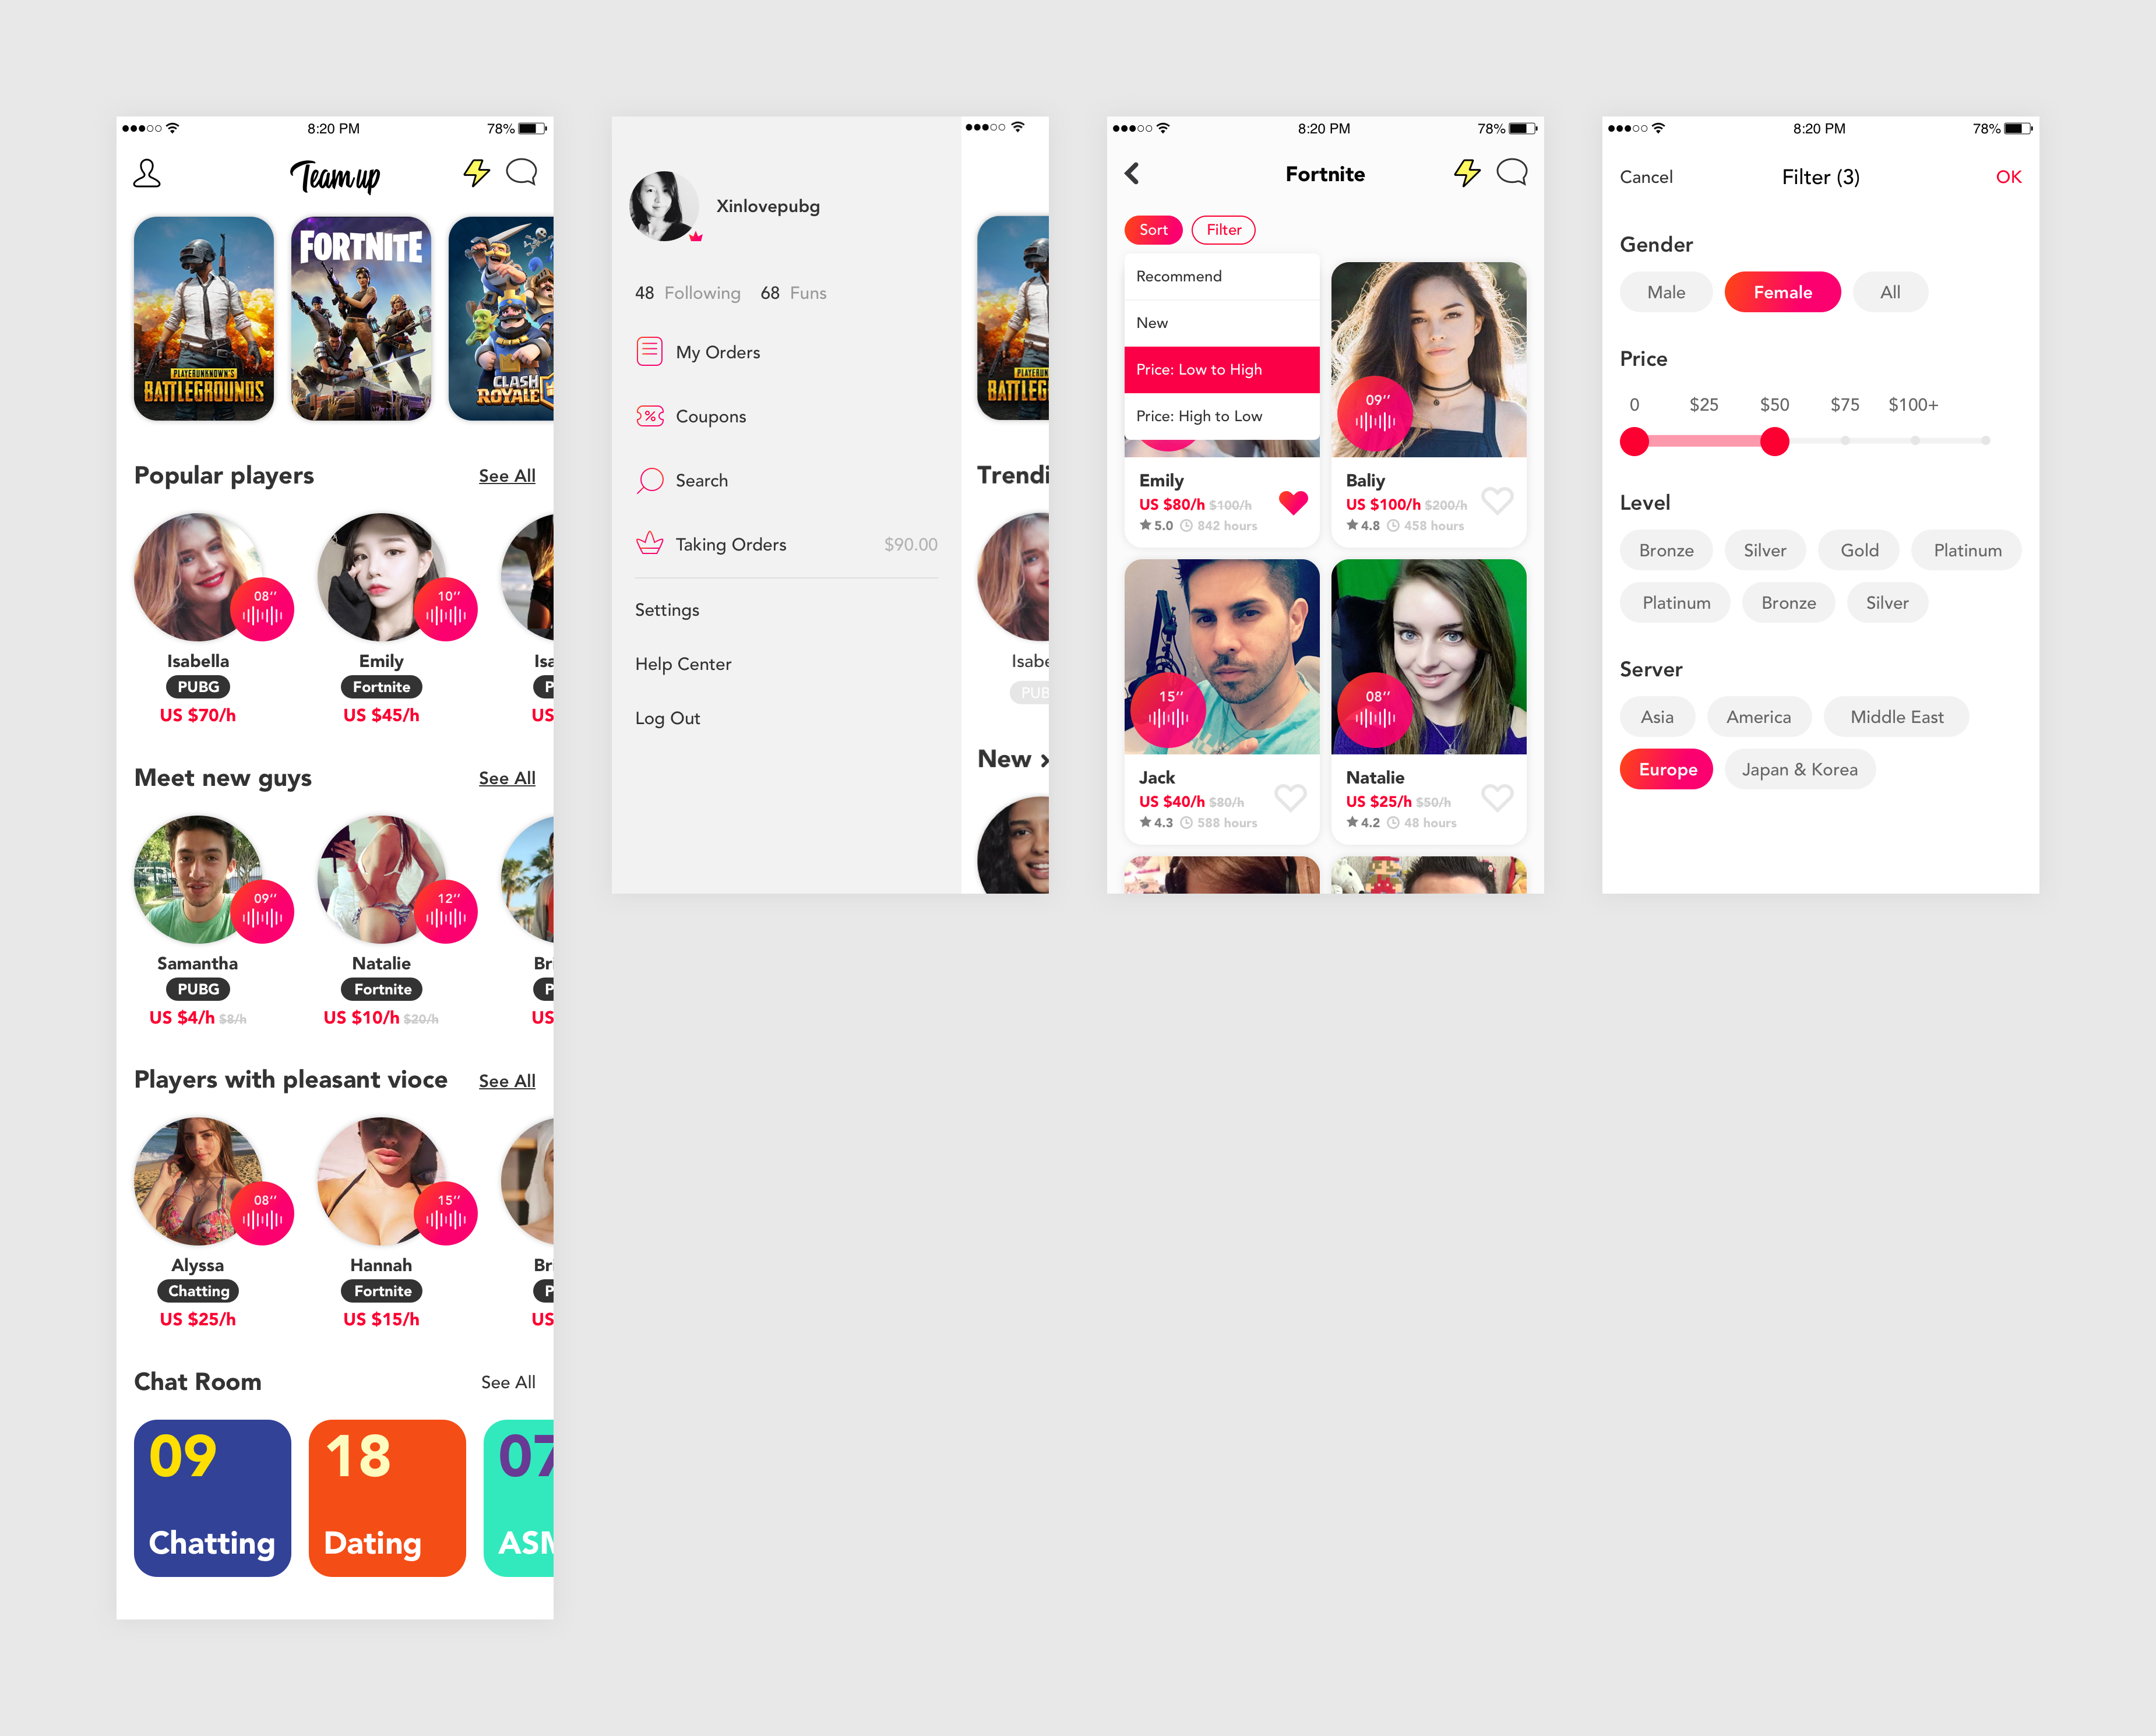 8:20 PM 78%
Team up
PLAYERUNKNOWN'S
BATTLEGROUNDS
FORTNITE
CLASH
ROYALE
Popular players See All
08’’ 10’’
Isabella Emily Isa
PUBG Fortnite P
US $70/h US $45/h US
Meet new guys See All
09’’ 12’’
Samantha Natalie Bri
PUBG Fortnite P
US $4/h $8/h US $10/h $20/h US
Players with pleasant vioce See All
08’’ 15’’
Alyssa Hannah Bri
Chatting Fortnite P
US $25/h US $15/h US
Chat Room See All
09 18 07
Chatting Dating ASM
Xinlovepubg
48 Following 68 Funs
My Orders
Coupons
Search
Taking Orders $90.00
Settings
Help Center
Log Out
PLAYERUN
BATTLEG
Trendi
Isabe
PUB
New
8:20 PM 78%
Fortnite
Sort Filter
Recommend
New
Price: Low to High
Price: High to Low
09’’
Emily
US $80/h $100/h
5.0 842 hours
Baliy
US $100/h $200/h
4.8 458 hours
15’’ 08’’
Jack
US $40/h $80/h
4.3 588 hours
Natalie
US $25/h $50/h
4.2 48 hours
8:20 PM 78%
Cancel Filter (3) OK
Gender
Male Female All
Price
0 $25 $50 $75 $100+
Level
Bronze Silver Gold Platinum
Platinum Bronze Silver
Server
Asia America Middle East
Europe Japan & Korea